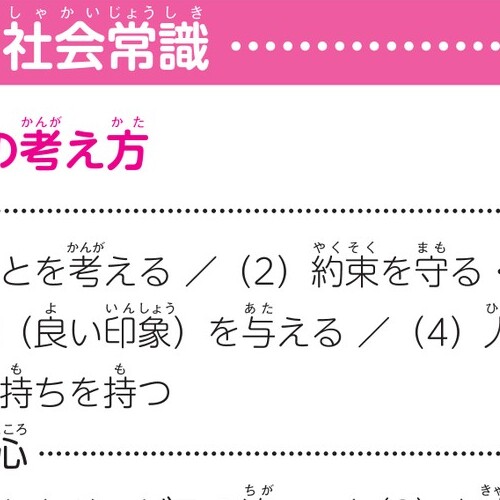 社会常識
の考え方
とを考える ／（2）約束を守る・
（良い印象）を与える ／（4）人
持ちを持つ
心